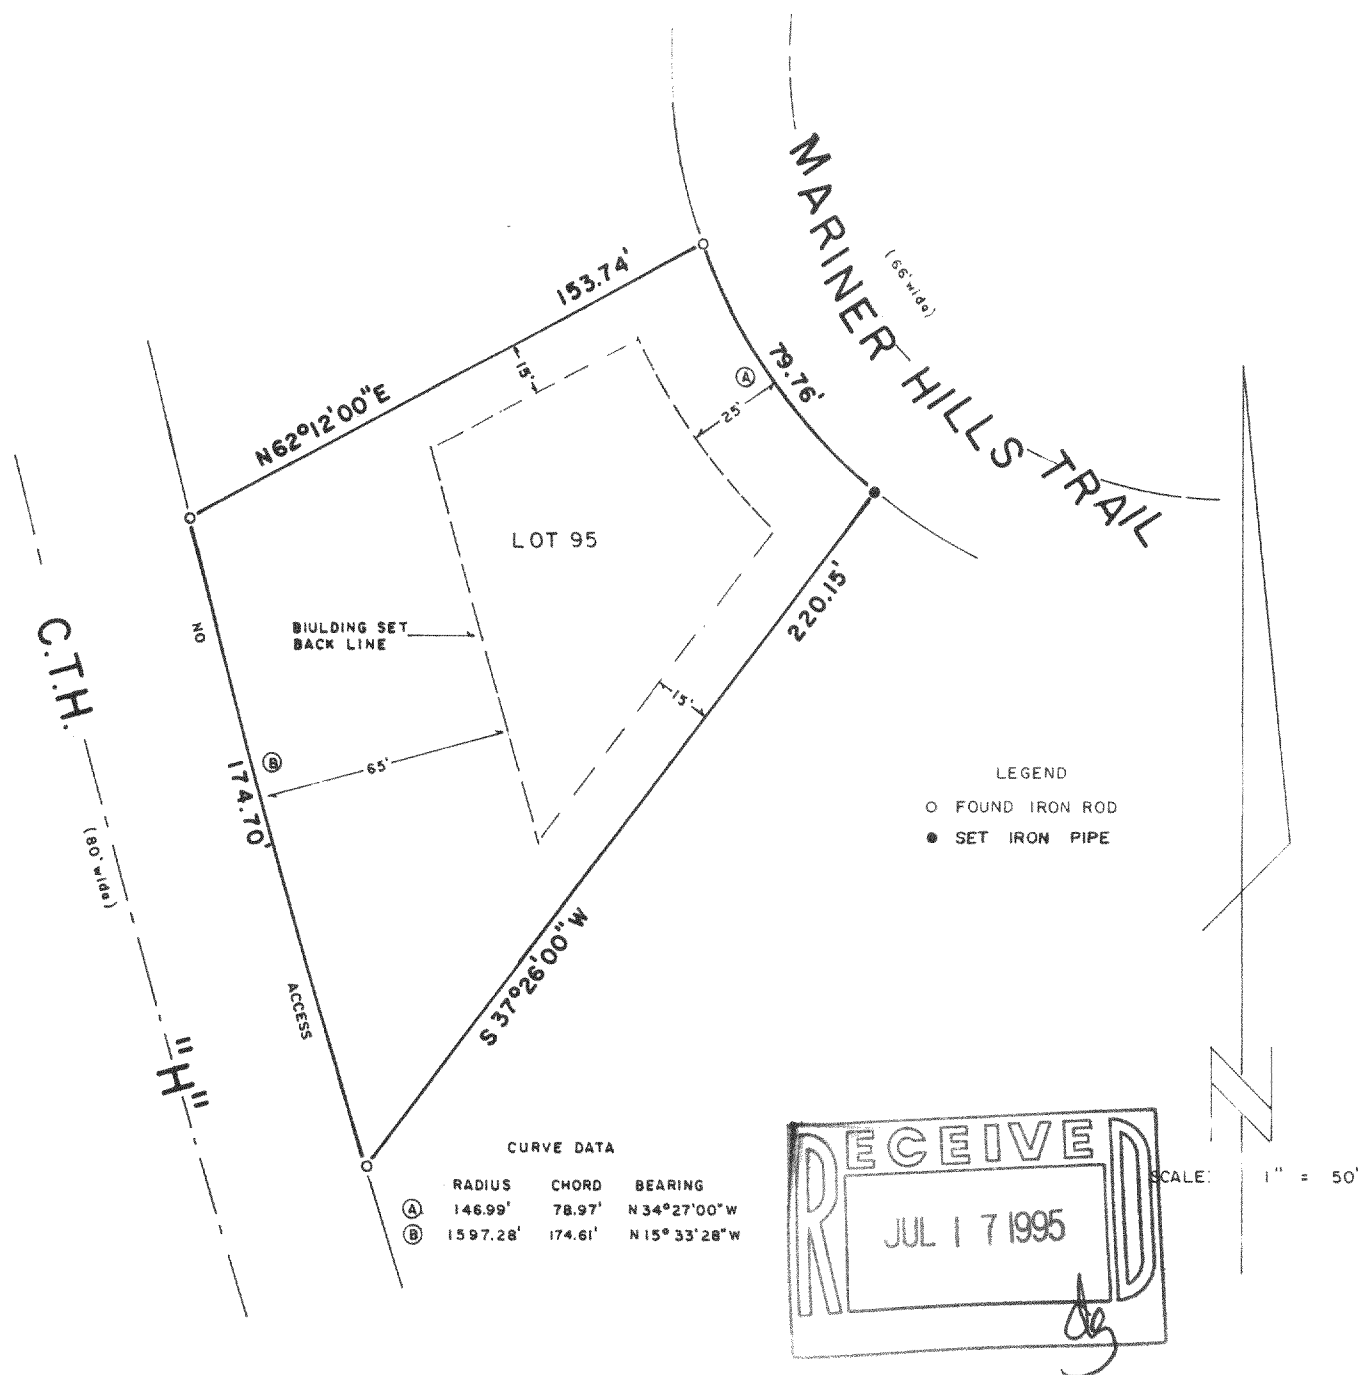 MARINER HILLS TRAIL
(66' wide)
153.74'
N62°12'00"E
15'
79.76'
A
25'
LOT 95
220.15'
NO
BIULDING SET
BACK LINE
C.T.H.
15'
B
65'
174.70'
(80' wide)
LEGEND
FOUND IRON ROD
SET IRON PIPE
S 37°26'00" W
ACCESS
"H"
N
CURVE DATA
RADIUS CHORD BEARING
A 146.99' 78.97' N 34°27'00" W
B 1597.28' 174.61' N 15° 33'28" W
RECEIVED
JUL 17 1995
SCALE: 1" = 50'